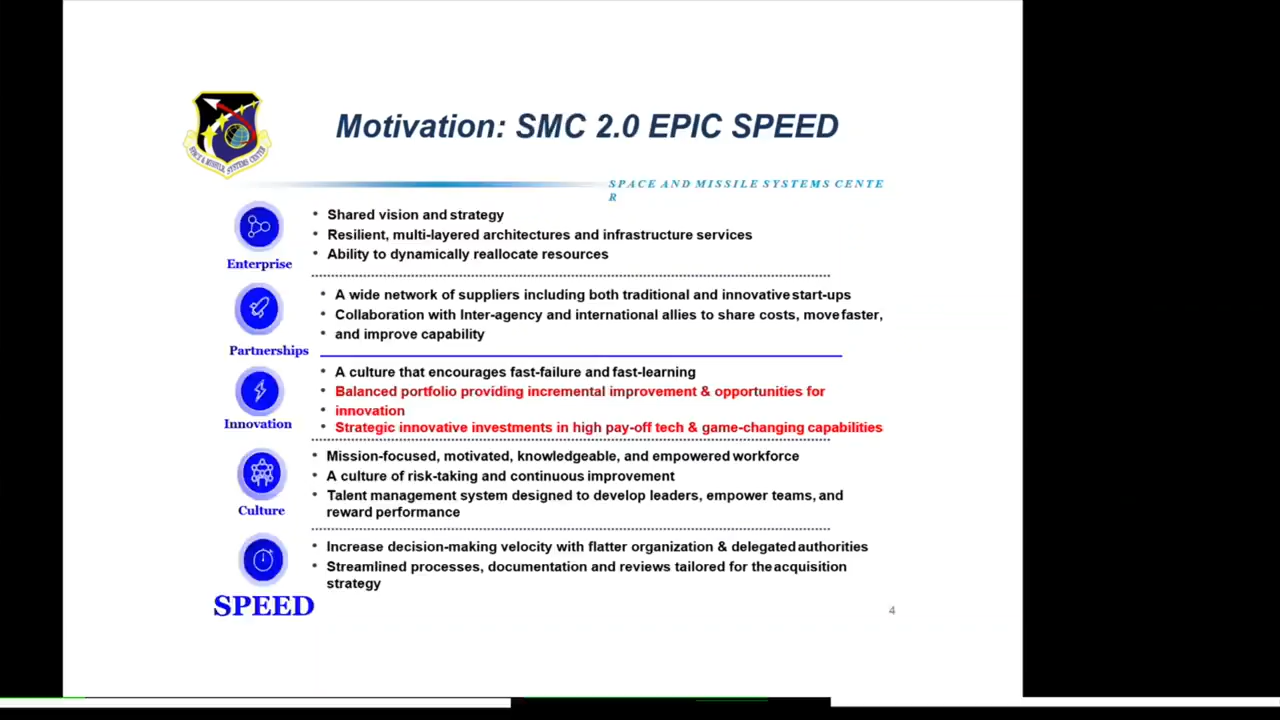 Motivation: SMC 2.0 EPIC SPEED
SPACE & MISSILE SYSTEMS CENTER
SPACE AND MISSILE SYSTEMS CENTE
R
Enterprise
• Shared vision and strategy
• Resilient, multi-layered architectures and infrastructure services
• Ability to dynamically reallocate resources
Partnerships
• A wide network of suppliers including both traditional and innovative start-ups
• Collaboration with Inter-agency and international allies to share costs, move faster,
• and improve capability
Innovation
• A culture that encourages fast-failure and fast-learning
• Balanced portfolio providing incremental improvement & opportunities for
• innovation
• Strategic innovative investments in high pay-off tech & game-changing capabilities
Culture
• Mission-focused, motivated, knowledgeable, and empowered workforce
• A culture of risk-taking and continuous improvement
• Talent management system designed to develop leaders, empower teams, and
reward performance
SPEED
• Increase decision-making velocity with flatter organization & delegated authorities
• Streamlined processes, documentation and reviews tailored for the acquisition
strategy
4